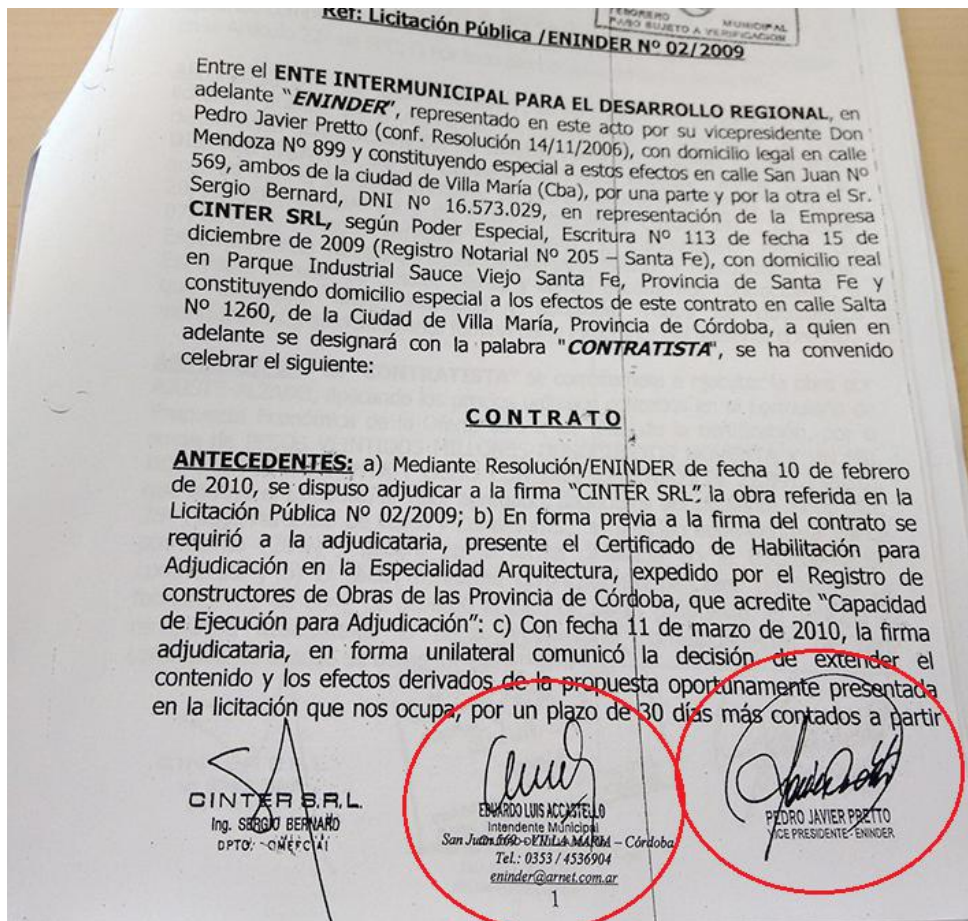 Ref: Licitación Pública /ENINDER Nº 02/2009
MUNICIPAL
PASO SUJETO A VERIFICACION
Entre el ENTE INTERMUNICIPAL PARA EL DESARROLLO REGIONAL, en
adelante "ENINDER", representado en este acto por su vicepresidente Don
Pedro Javier Pretto (conf. Resolución 14/11/2006), con domicilio legal en calle
Mendoza Nº 899 y constituyendo especial a estos efectos en calle San Juan Nº
569, ambos de la ciudad de Villa María (Cba), por una parte y por la otra el Sr.
Sergio Bernard, DNI Nº 16.573.029, en representación de la Empresa
CINTER SRL, según Poder Especial, Escritura Nº 113 de fecha 15 de
diciembre de 2009 (Registro Notarial Nº 205 – Santa Fe), con domicilio real
en Parque Industrial Sauce Viejo Santa Fe, Provincia de Santa Fe y
constituyendo domicilio especial a los efectos de este contrato en calle Salta
Nº 1260, de la Ciudad de Villa María, Provincia de Córdoba, a quien en
adelante se designará con la palabra "CONTRATISTA", se ha convenido
celebrar el siguiente:
CONTRATO
ANTECEDENTES: a) Mediante Resolución/ENINDER de fecha 10 de febrero
de 2010, se dispuso adjudicar a la firma "CINTER SRL", la obra referida en la
Licitación Pública Nº 02/2009; b) En forma previa a la firma del contrato se
requirió a la adjudicataria, presente el Certificado de Habilitación para
Adjudicación en la Especialidad Arquitectura, expedido por el Registro de
constructores de Obras de las Provincia de Córdoba, que acredite "Capacidad
de Ejecución para Adjudicación": c) Con fecha 11 de marzo de 2010, la firma
adjudicataria, en forma unilateral comunicó la decisión de extender el
contenido y los efectos derivados de la propuesta oportunamente presentada
en la licitación que nos ocupa, por un plazo de 30 días más contados a partir
CINTER S.R.L.
Ing. SERGIO BERNARD
DPTO.
EDUARDO LUIS ACCASTELLO
Intendente Municipal
San Juan 569 - VILLA MARIA – Córdoba
Tel.: 0353 / 4536904
eninder@arnet.com.ar
1
PEDRO JAVIER PRETTO
VICE PRESIDENTE - ENINDER